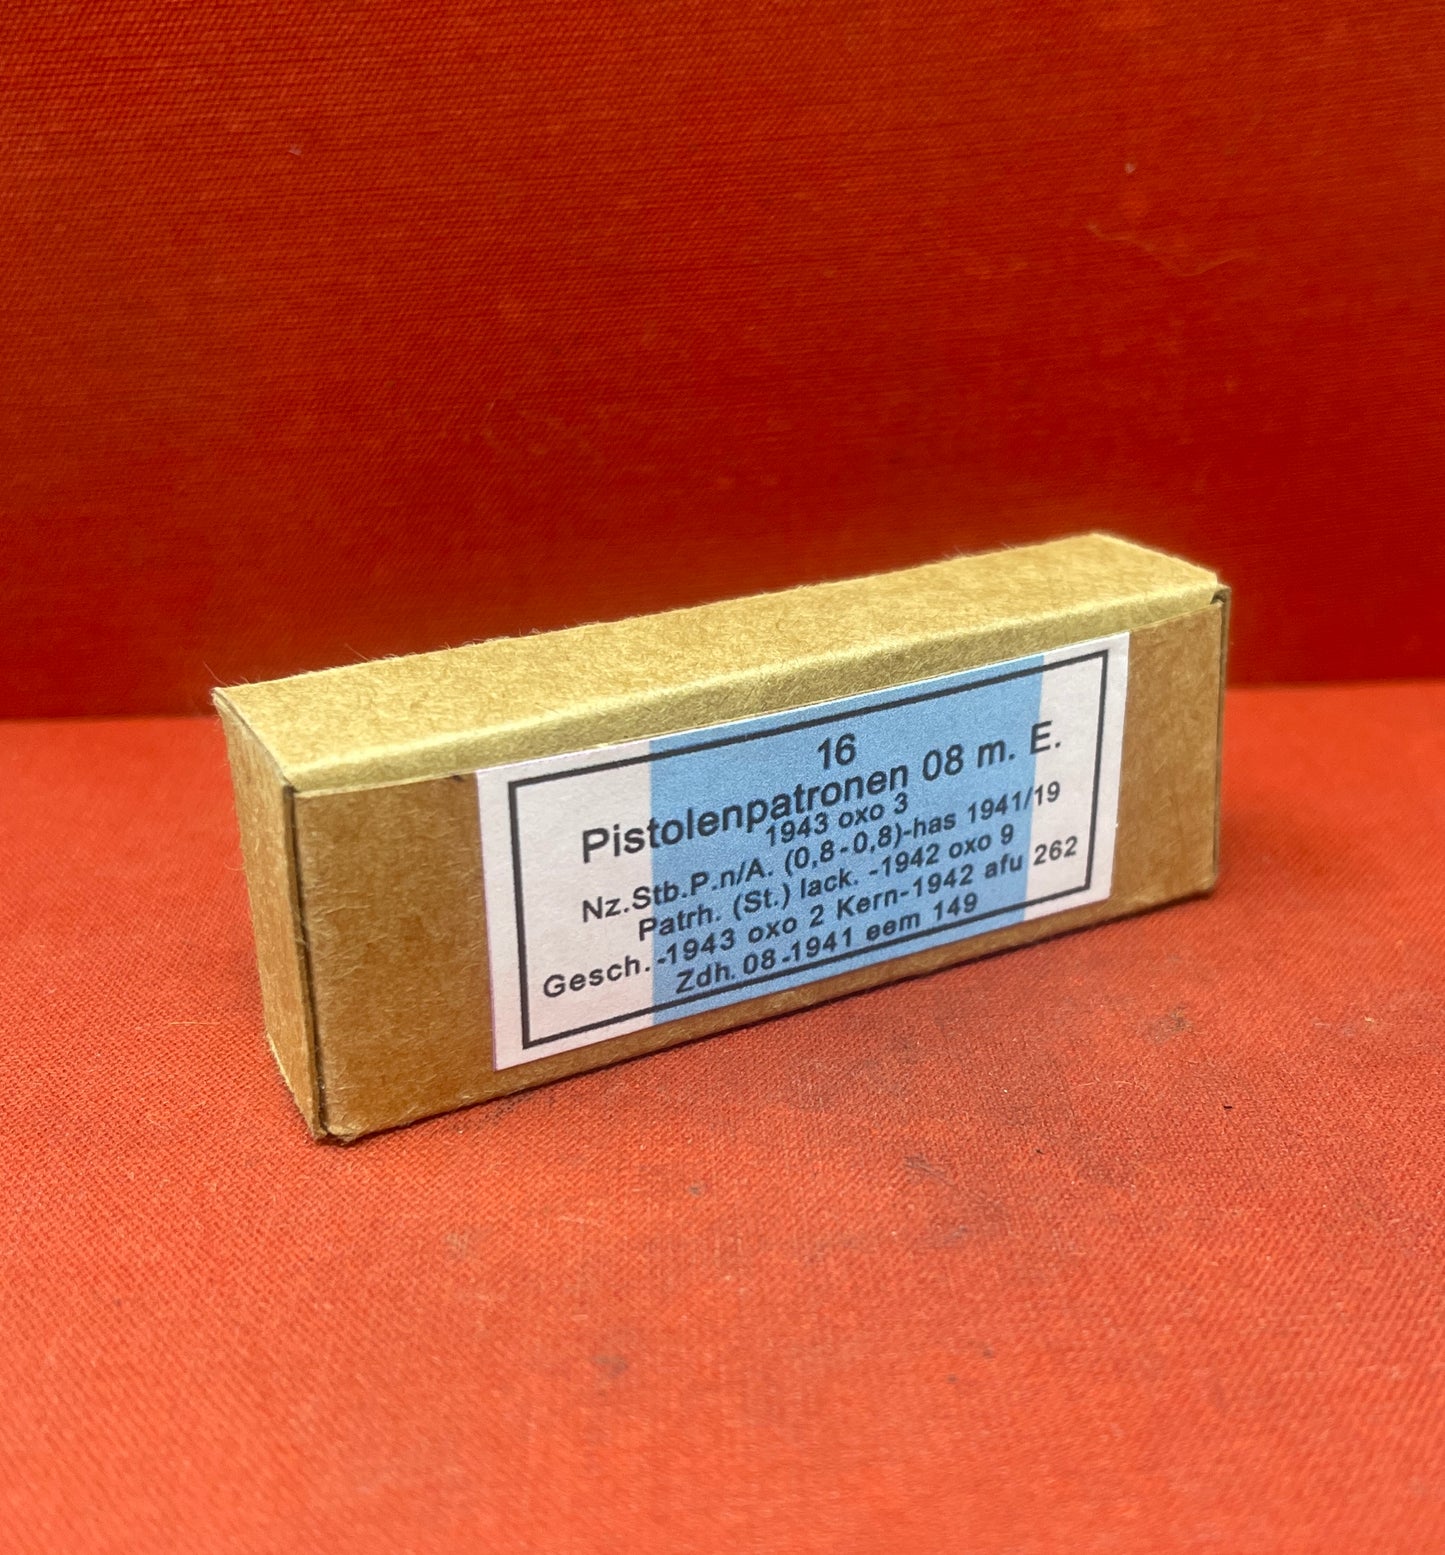 16
Pistolenpatronen 08 m. E.
1943 oxo 3
Nz.Stb.P.n/A. (0,8-0,8)-has 1941/19
Patrh. (St.) lack. -1942 oxo 9
Gesch.-1943 oxo 2 Kern-1942 afu 262
Zdh. 08-1941 eem 149